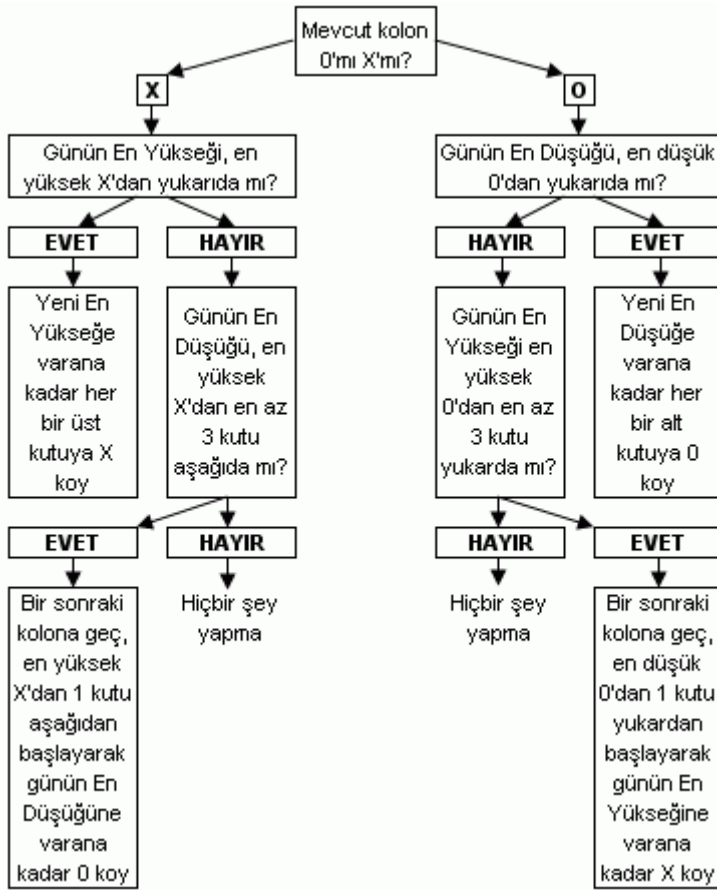 Mevcut kolon
0'mı X'mı?
X
O
Günün En Yükseği, en
yüksek X'dan yukarıda mı?
Günün En Düşüğü, en düşük
0'dan yukarıda mı?
EVET
HAYIR
HAYIR
EVET
Yeni En
Yükseğe
varana
kadar her
bir üst
kutuya X
koy
Günün En
Düşüğü, en
yüksek
X'dan en az
3 kutu
aşağıda mı?
Günün En
Yükseği en
yüksek
0'dan en az
3 kutu
yukarda mı?
Yeni En
Düşüğe
varana
kadar her
bir alt
kutuya 0
koy
EVET
HAYIR
HAYIR
EVET
Bir sonraki
kolona geç,
en yüksek
X'dan 1 kutu
aşağıdan
başlayarak
günün En
Düşüğüne
varana
kadar 0 koy
Hiçbir şey
yapma
Hiçbir şey
yapma
Bir sonraki
kolona geç,
en düşük
0'dan 1 kutu
yukardan
başlayarak
günün En
Yükseğine
varana
kadar X koy